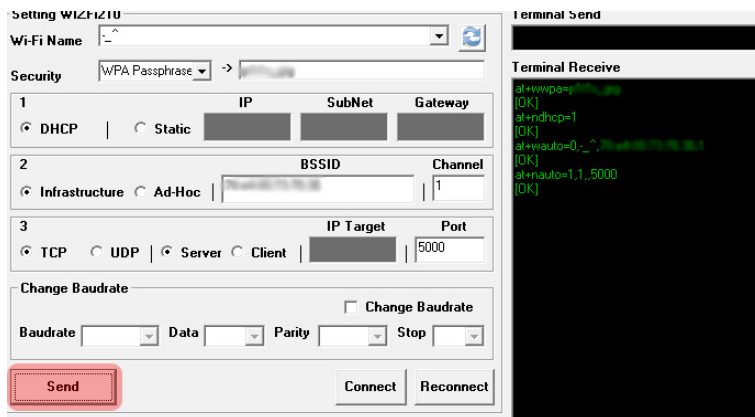 Setting WIZFi210
Wi-Fi Name -_^
Security WPA Passphrase ->
1 IP SubNet Gateway
DHCP | Static
2 BSSID Channel
Infrastructure Ad-Hoc | | 1
3 IP Target Port
TCP UDP | Server Client | | 5000
Change Baudrate
Change Baudrate
Baudrate Data Parity Stop
Send Connect Reconnect
Terminal Send
Terminal Receive
at+wwpa=
[OK]
at+ndhcp=1
[OK]
at+wauto=0,-_^,
[OK]
at+nauto=1,1,,5000
[OK]